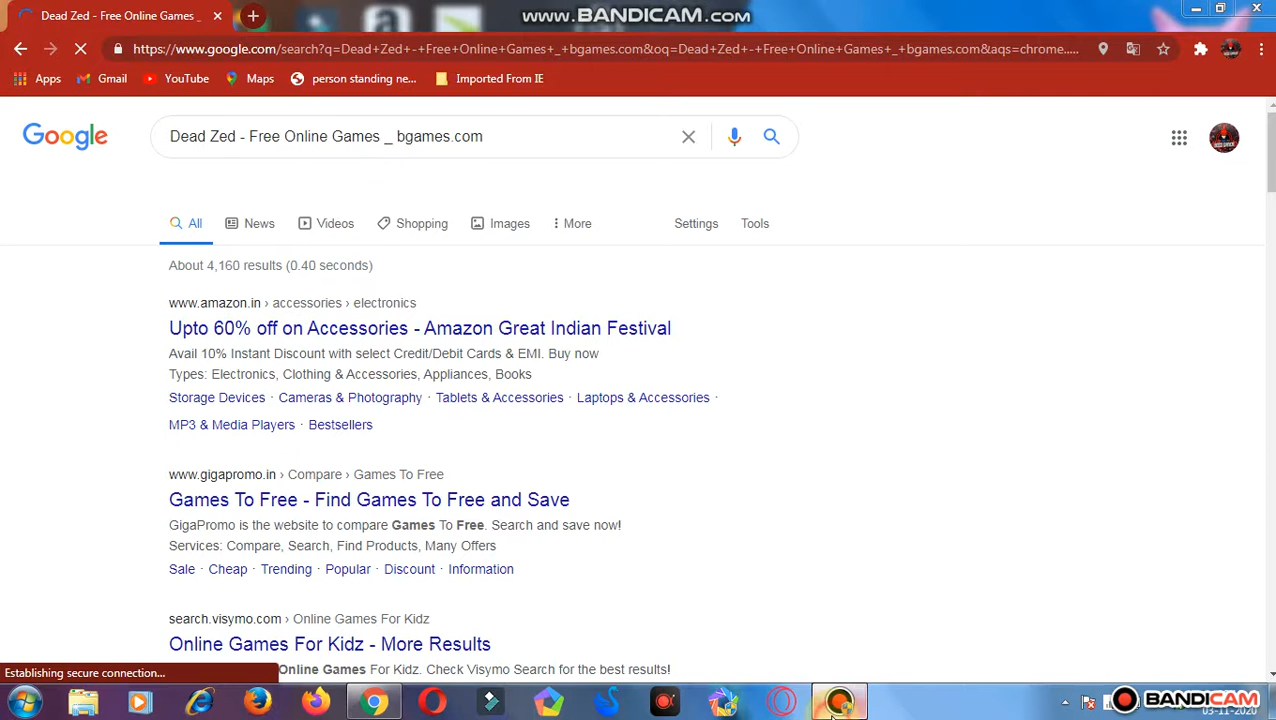 www.BANDICAM.com
Dead Zed - Free Online Games _
https://www.google.com/search?q=Dead+Zed+-+Free+Online+Games+_+bgames.com&oq=Dead+Zed+-+Free+Online+Games+_+bgames.com&aqs=chrome.....
Apps Gmail YouTube Maps person standing ne... Imported From IE
Google Dead Zed - Free Online Games _ bgames.com
All News Videos Shopping Images More Settings Tools
About 4,160 results (0.40 seconds)
www.amazon.in › accessories › electronics
Upto 60% off on Accessories - Amazon Great Indian Festival
Avail 10% Instant Discount with select Credit/Debit Cards & EMI. Buy now
Types: Electronics, Clothing & Accessories, Appliances, Books
Storage Devices · Cameras & Photography · Tablets & Accessories · Laptops & Accessories ·
MP3 & Media Players · Bestsellers
www.gigapromo.in › Compare › Games To Free
Games To Free - Find Games To Free and Save
GigaPromo is the website to compare Games To Free. Search and save now!
Services: Compare, Search, Find Products, Many Offers
Sale · Cheap · Trending · Popular · Discount · Information
search.visymo.com › Online Games For Kidz
Online Games For Kidz - More Results
Online Games For Kidz. Check Visymo Search for the best results!
Establishing secure connection...
BANDICAM
03-11-2020